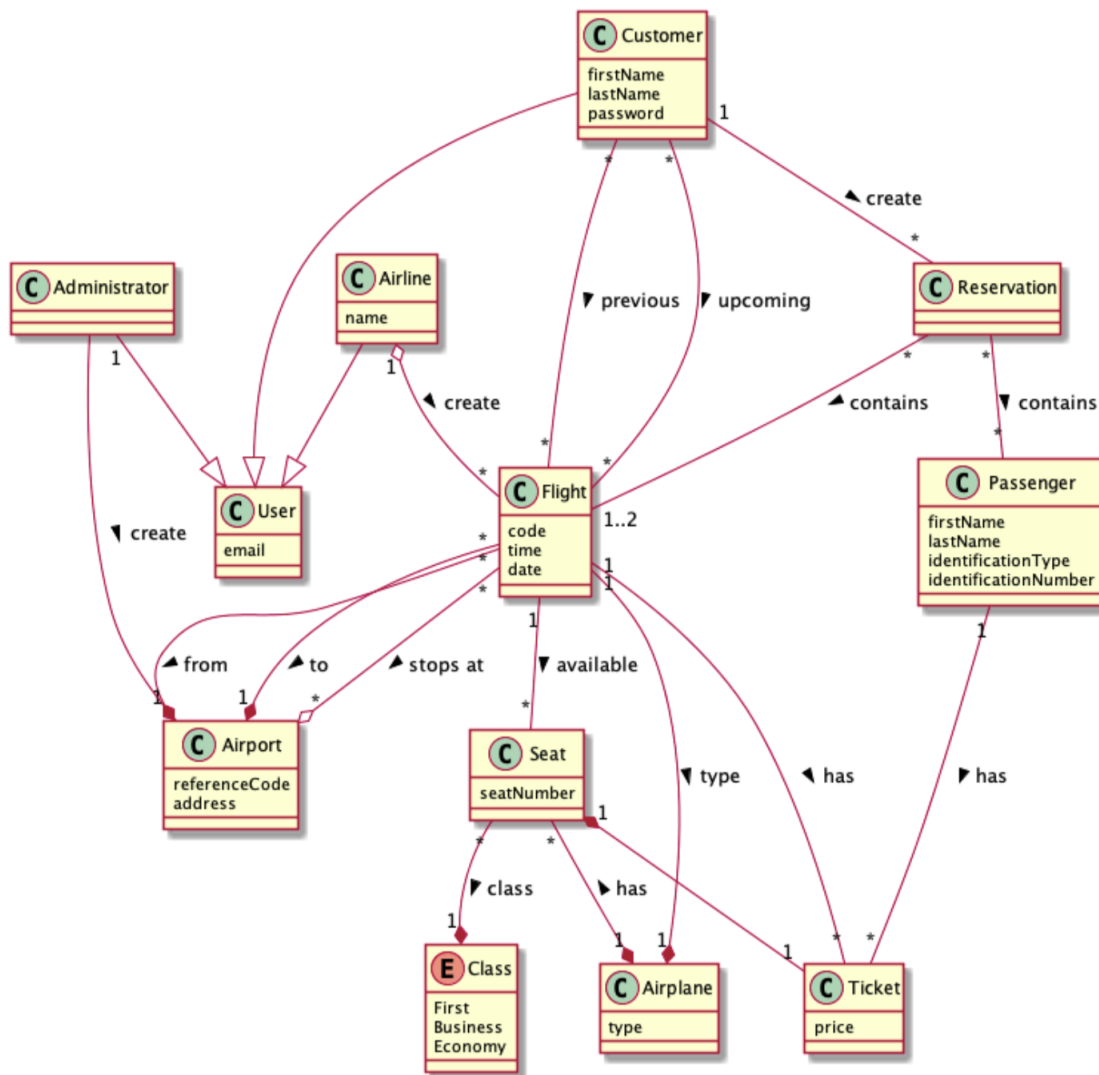 C Customer
firstName
lastName
password
1
* *
create
*
C Administrator
C Airline
name
previous
upcoming
C Reservation
1
1
* *
create
contains
contains
*
* *
*
C Passenger
firstName
lastName
identificationType
identificationNumber
C Flight
code
time
date
C User
email
1..2
create
*
*
*
1
1
1
1
from
to
stops at
available
1
1
*
*
C Airport
referenceCode
address
C Seat
seatNumber
type
has
has
1
*
*
class
has
1
1
1
1
*
*
E Class
First
Business
Economy
C Airplane
type
C Ticket
price